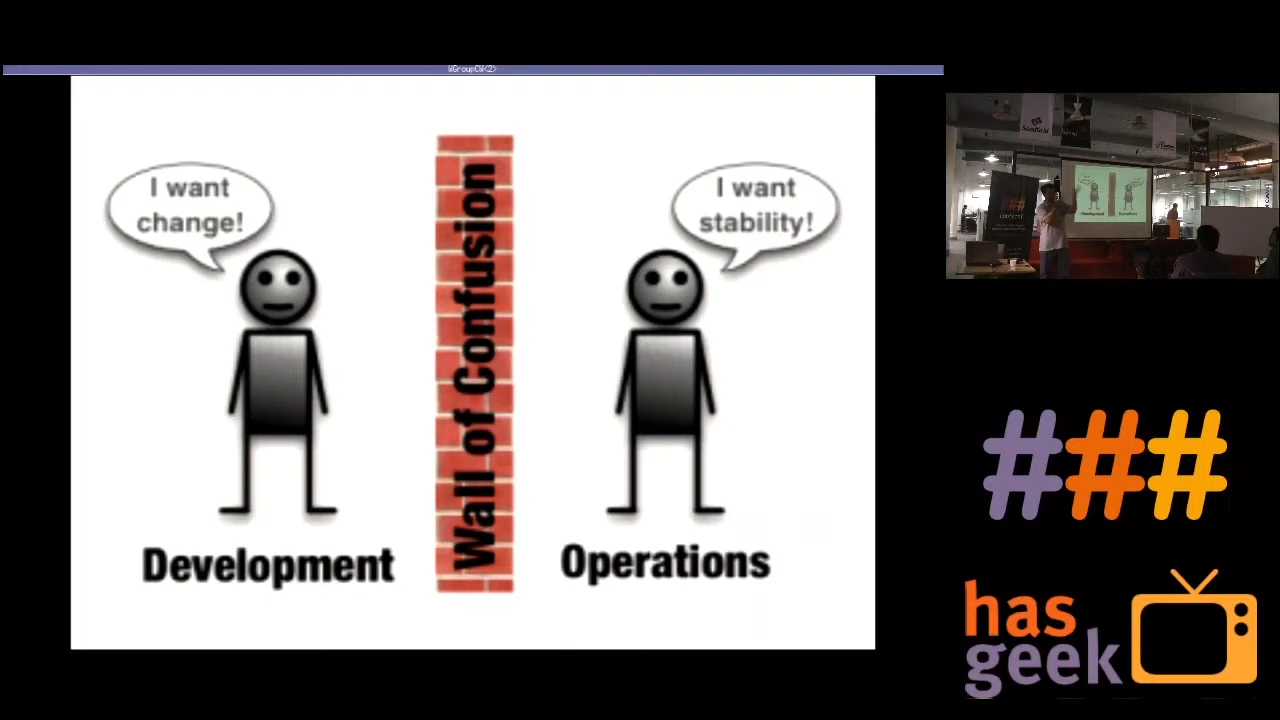 I want
change!
I want
stability!
Wall of Confusion
Development
Operations
###
has
geek